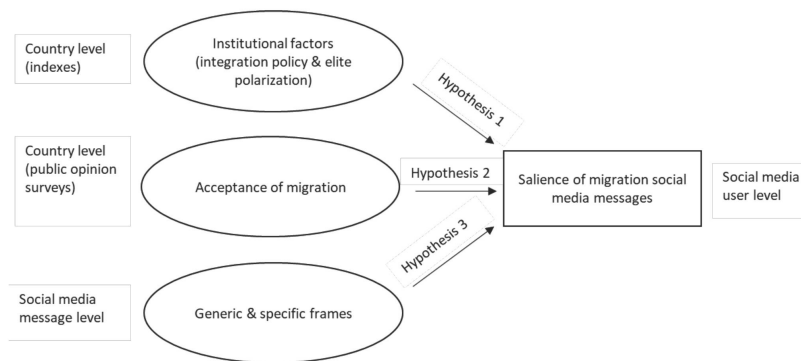 Country level
(indexes)
Institutional factors
(integration policy & elite
polarization)
Hypothesis 1
Country level
(public opinion
surveys)
Acceptance of migration
Hypothesis 2
Salience of migration social
media messages
Social media
user level
Hypothesis 3
Social media
message level
Generic & specific frames